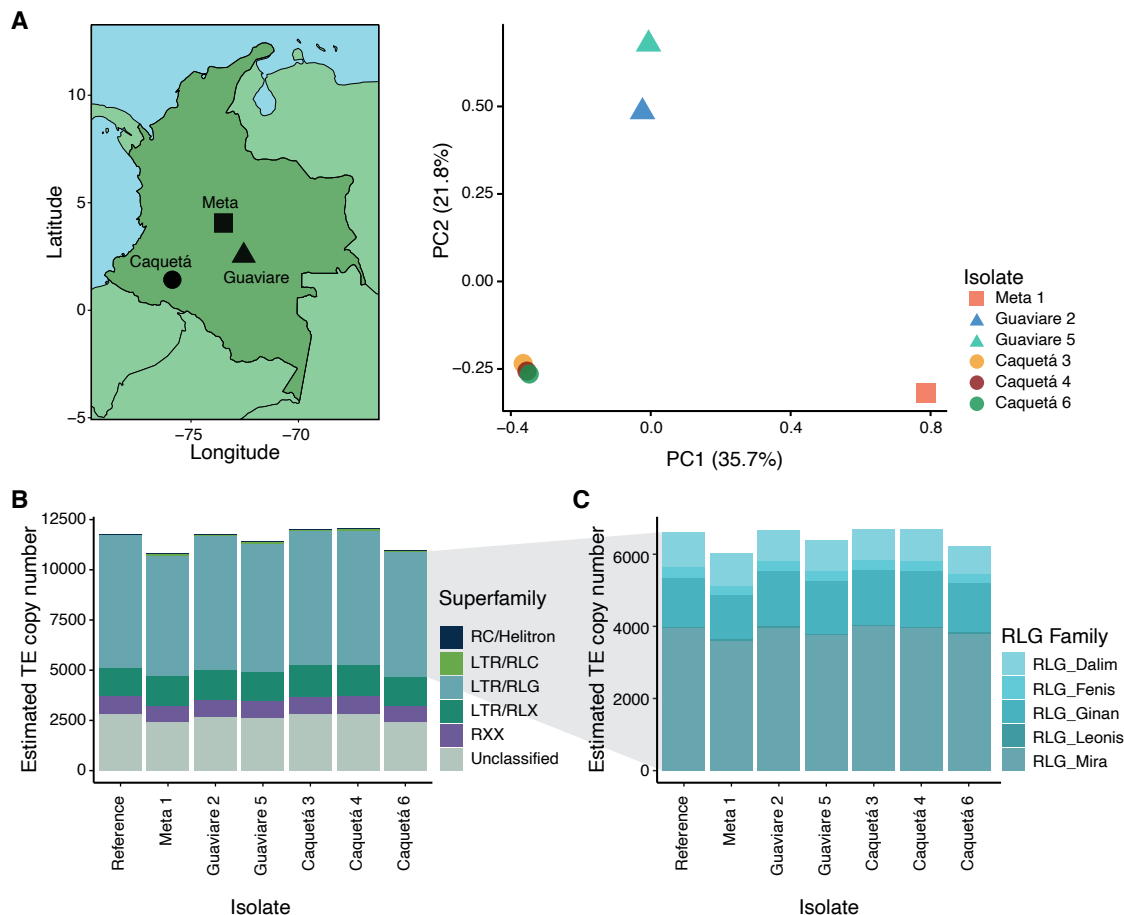 A
10
5
0
−5
Latitude
Meta
Caquetá
Guaviare
−75
−70
Longitude
0.50
0.25
0.00
−0.25
PC2 (21.8%)
−0.4
0.0
0.4
0.8
PC1 (35.7%)
Isolate
Meta 1
Guaviare 2
Guaviare 5
Caquetá 3
Caquetá 4
Caquetá 6
B
12500
10000
7500
5000
2500
0
Estimated TE copy number
Reference
Meta 1
Guaviare 2
Guaviare 5
Caquetá 3
Caquetá 4
Caquetá 6
Isolate
Superfamily
RC/Helitron
LTR/RLC
LTR/RLG
LTR/RLX
RXX
Unclassified
C
6000
4000
2000
0
Estimated TE copy number
Reference
Meta 1
Guaviare 2
Guaviare 5
Caquetá 3
Caquetá 4
Caquetá 6
Isolate
RLG Family
RLG_Dalim
RLG_Fenis
RLG_Ginan
RLG_Leonis
RLG_Mira